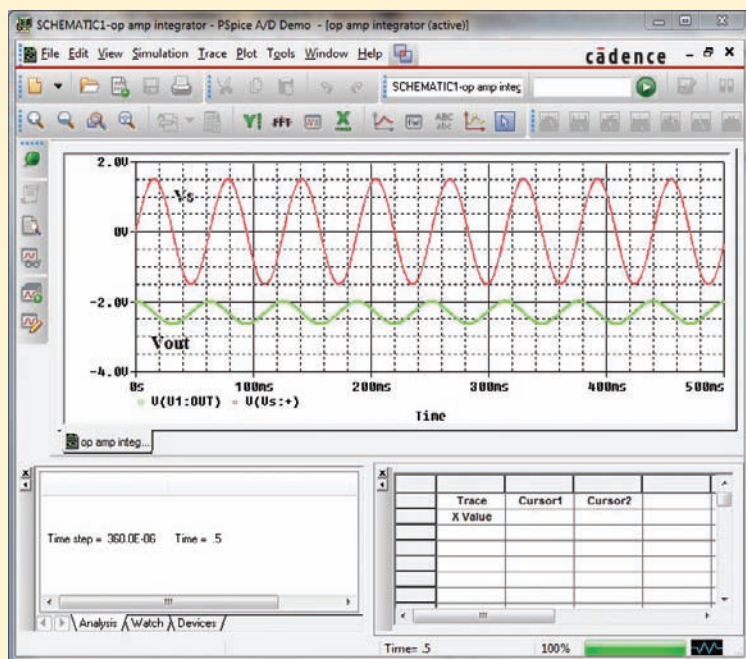 SCHEMATIC1-op amp integrator - PSpice A/D Demo - [op amp integrator (active)]
File Edit View Simulation Trace Plot Tools Window Help
cādence
SCHEMATIC1-op amp integ
FFT
ABC
abc
2.0V
Vs
0V
-2.0V
Vout
-4.0V
0s 100ms 200ms 300ms 400ms 500ms
V(U1:OUT) V(Vs:+)
Time
op amp integ...
Trace Cursor1 Cursor2
X Value
Time step = 360.0E-06 Time = .5
Analysis Watch Devices
Time= .5 100%